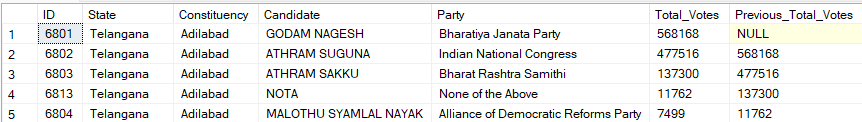 ID State Constituency Candidate Party Total_Votes Previous_Total_Votes
1 6801 Telangana Adilabad GODAM NAGESH Bharatiya Janata Party 568168 NULL
2 6802 Telangana Adilabad ATHRAM SUGUNA Indian National Congress 477516 568168
3 6803 Telangana Adilabad ATHRAM SAKKU Bharat Rashtra Samithi 137300 477516
4 6813 Telangana Adilabad NOTA None of the Above 11762 137300
5 6804 Telangana Adilabad MALOTHU SYAMLAL NAYAK Alliance of Democratic Reforms Party 7499 11762